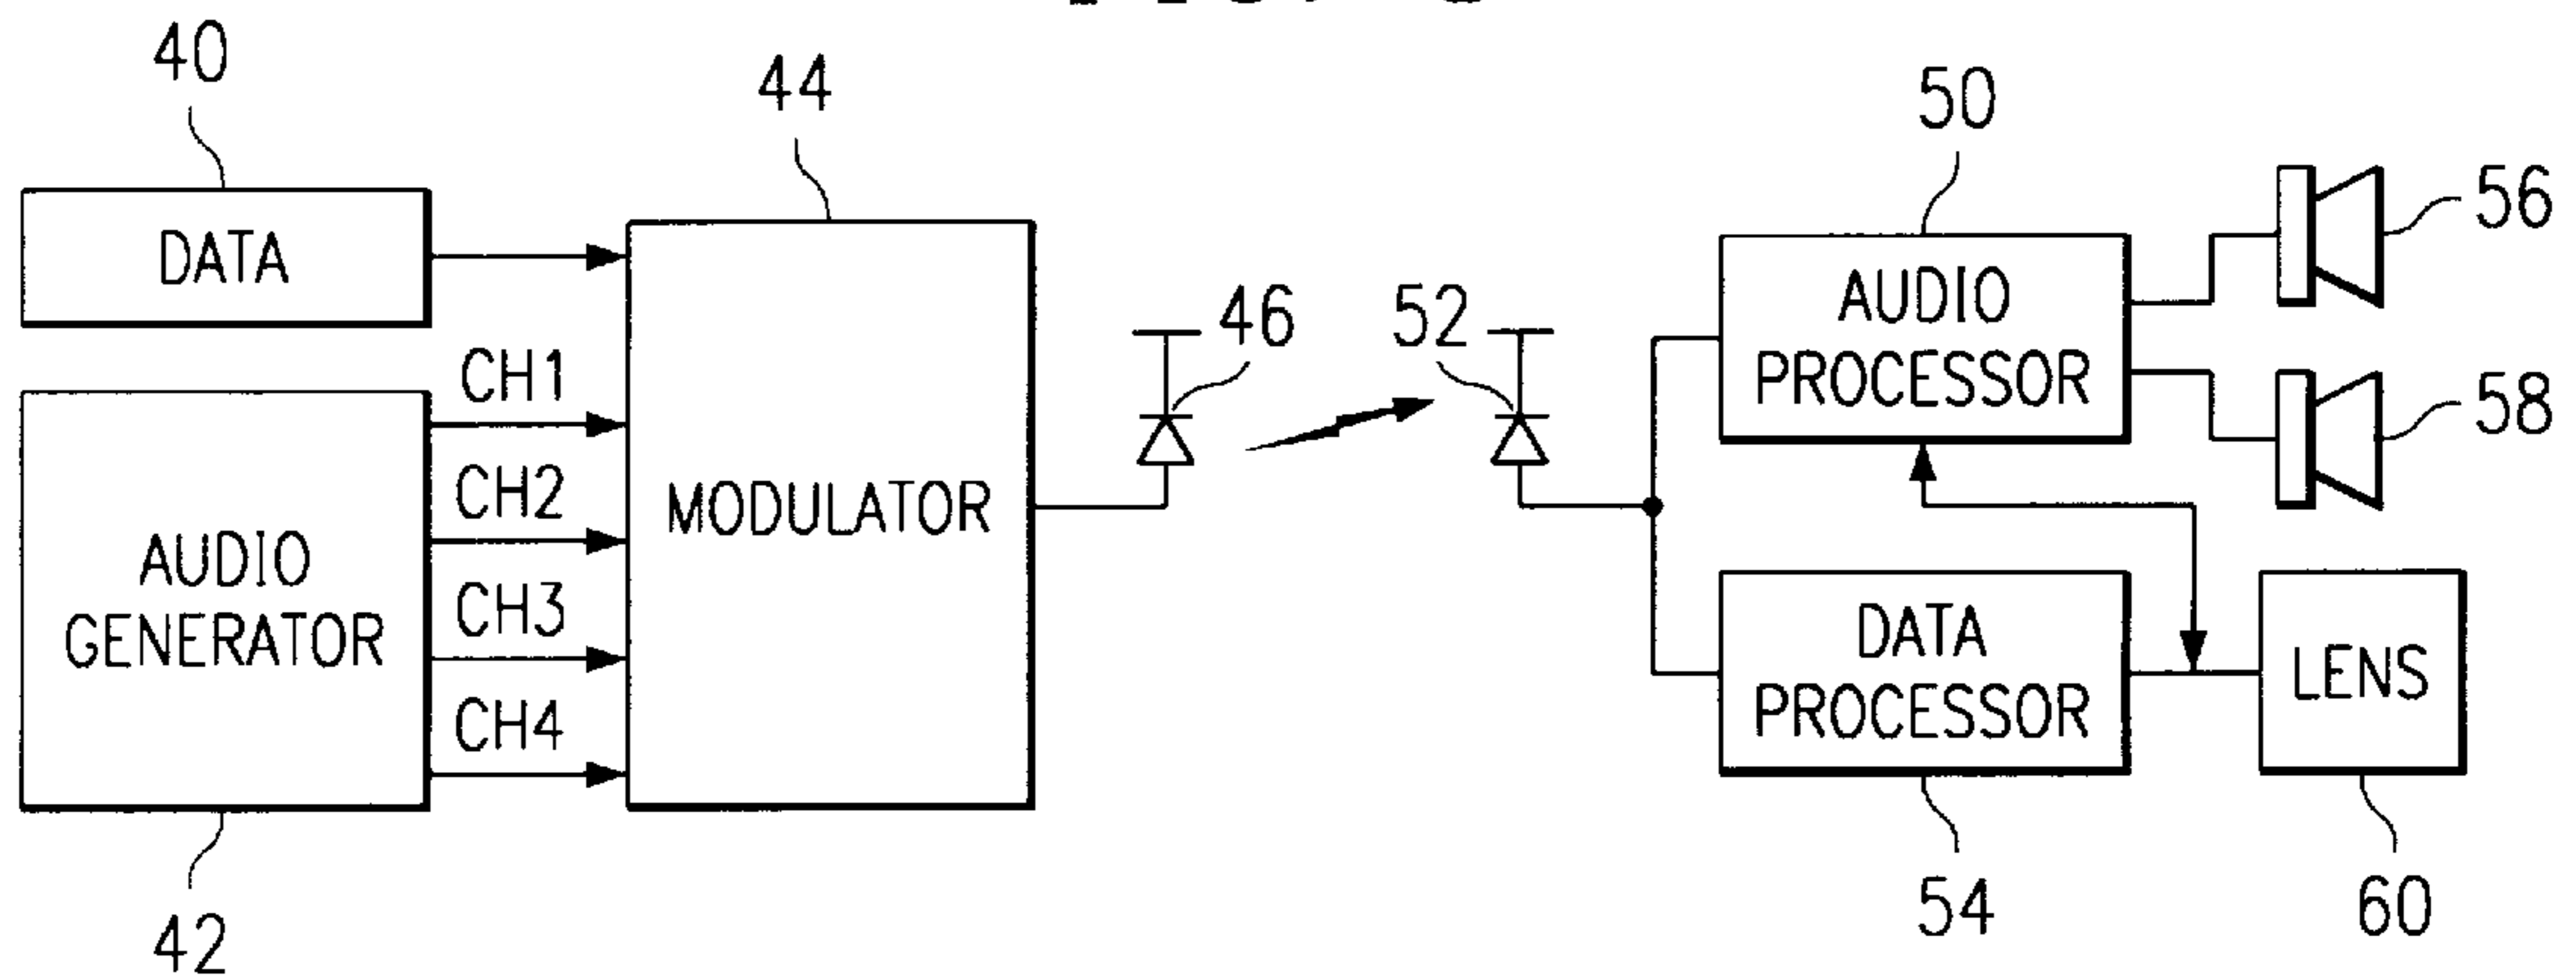 40
44
50
56
DATA
46
52
AUDIO
PROCESSOR
CH1
58
CH2
MODULATOR
AUDIO
GENERATOR
CH3
DATA
PROCESSOR
LENS
CH4
42
54
60